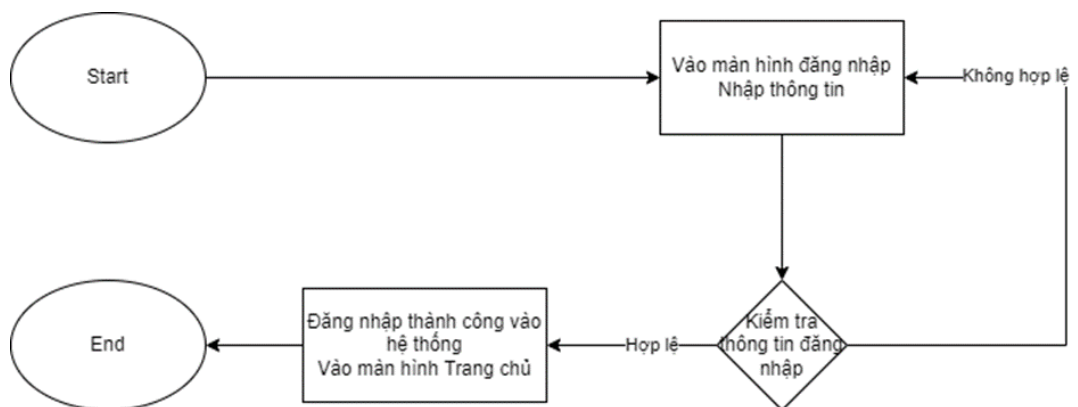 Start
Vào màn hình đăng nhập
Nhập thông tin
Không hợp lệ
End
Đăng nhập thành công vào
hệ thống
Vào màn hình Trang chủ
Hợp lệ
Kiểm tra
thông tin đăng
nhập